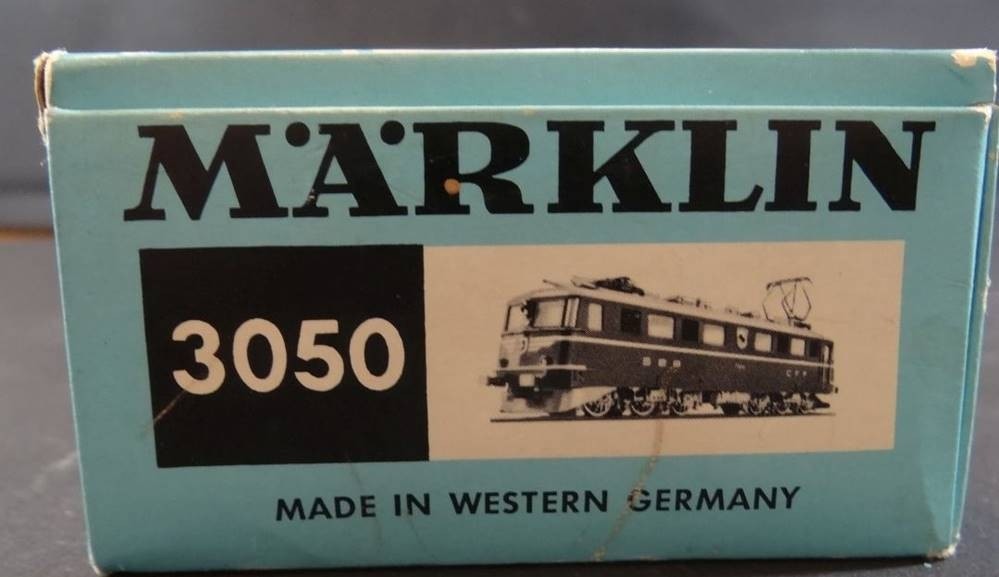 MÄRKLIN
3050
MADE IN WESTERN GERMANY